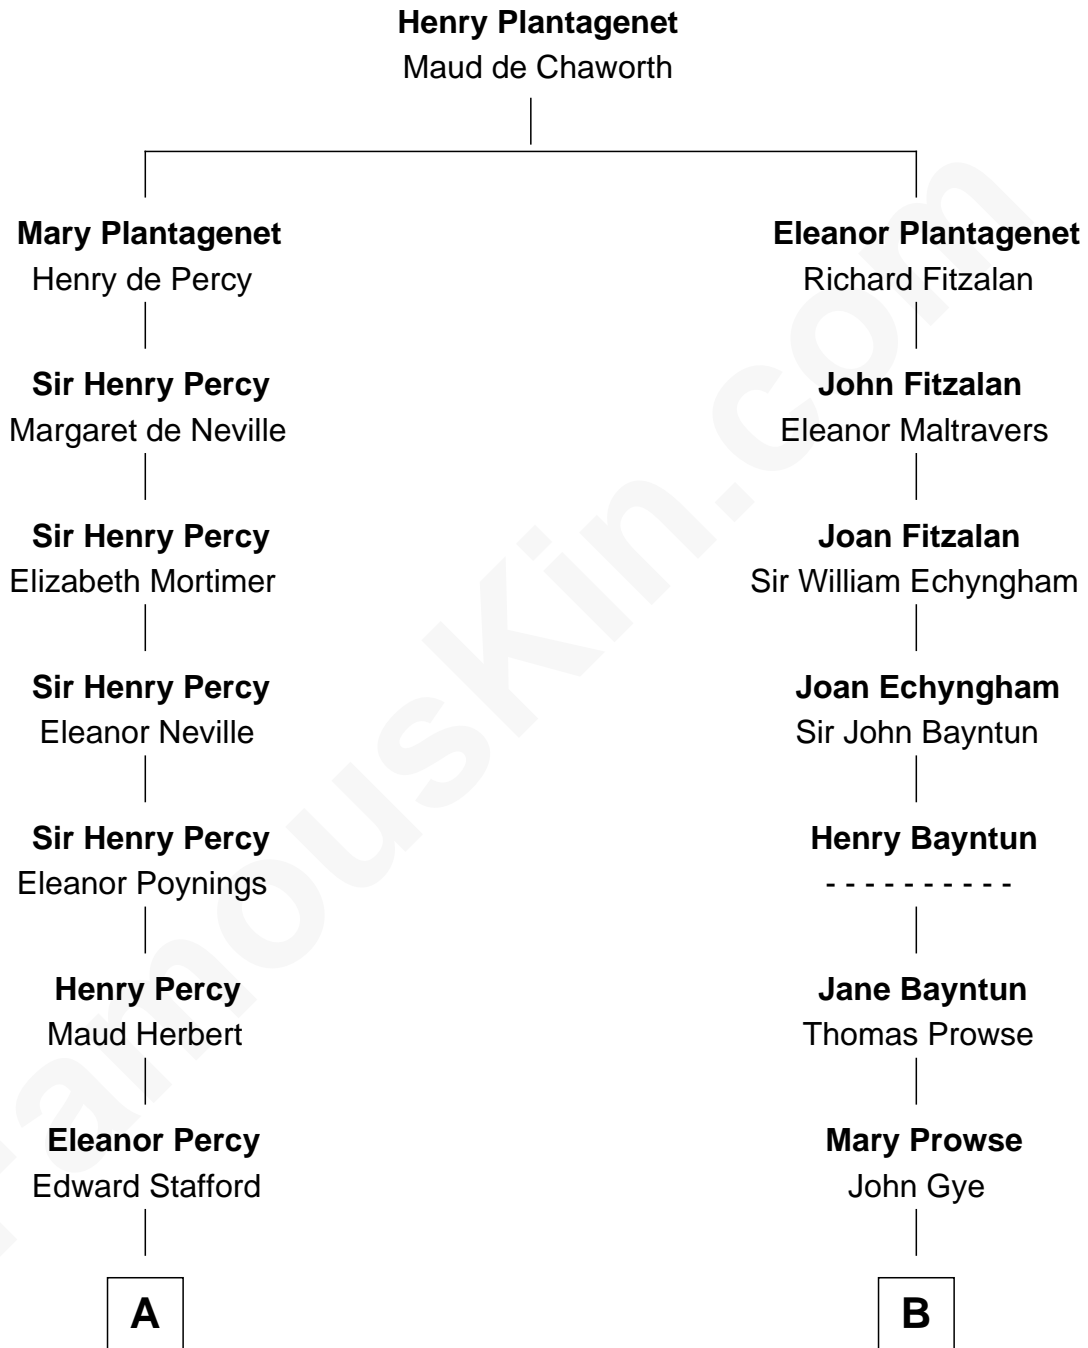 Henry Plantagenet
Maud de Chaworth
Mary Plantagenet
Henry de Percy
Eleanor Plantagenet
Richard Fitzalan
Sir Henry Percy
Margaret de Neville
John Fitzalan
Eleanor Maltravers
Sir Henry Percy
Elizabeth Mortimer
Joan Fitzalan
Sir William Echyngham
Sir Henry Percy
Eleanor Neville
Joan Echyngham
Sir John Bayntun
Sir Henry Percy
Eleanor Poynings
Henry Bayntun
- - - - - - - - - -
Henry Percy
Maud Herbert
Jane Bayntun
Thomas Prowse
Eleanor Percy
Edward Stafford
Mary Prowse
John Gye
A
B
FamousKin.com